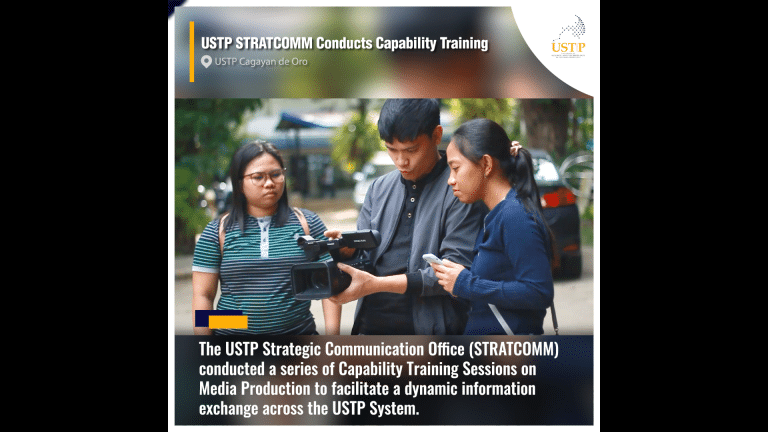 USTP STRATCOMM Conducts Capability Training
USTP Cagayan de Oro
USTP
The USTP Strategic Communication Office (STRATCOMM)
conducted a series of Capability Training Sessions on
Media Production to facilitate a dynamic information
exchange across the USTP System.